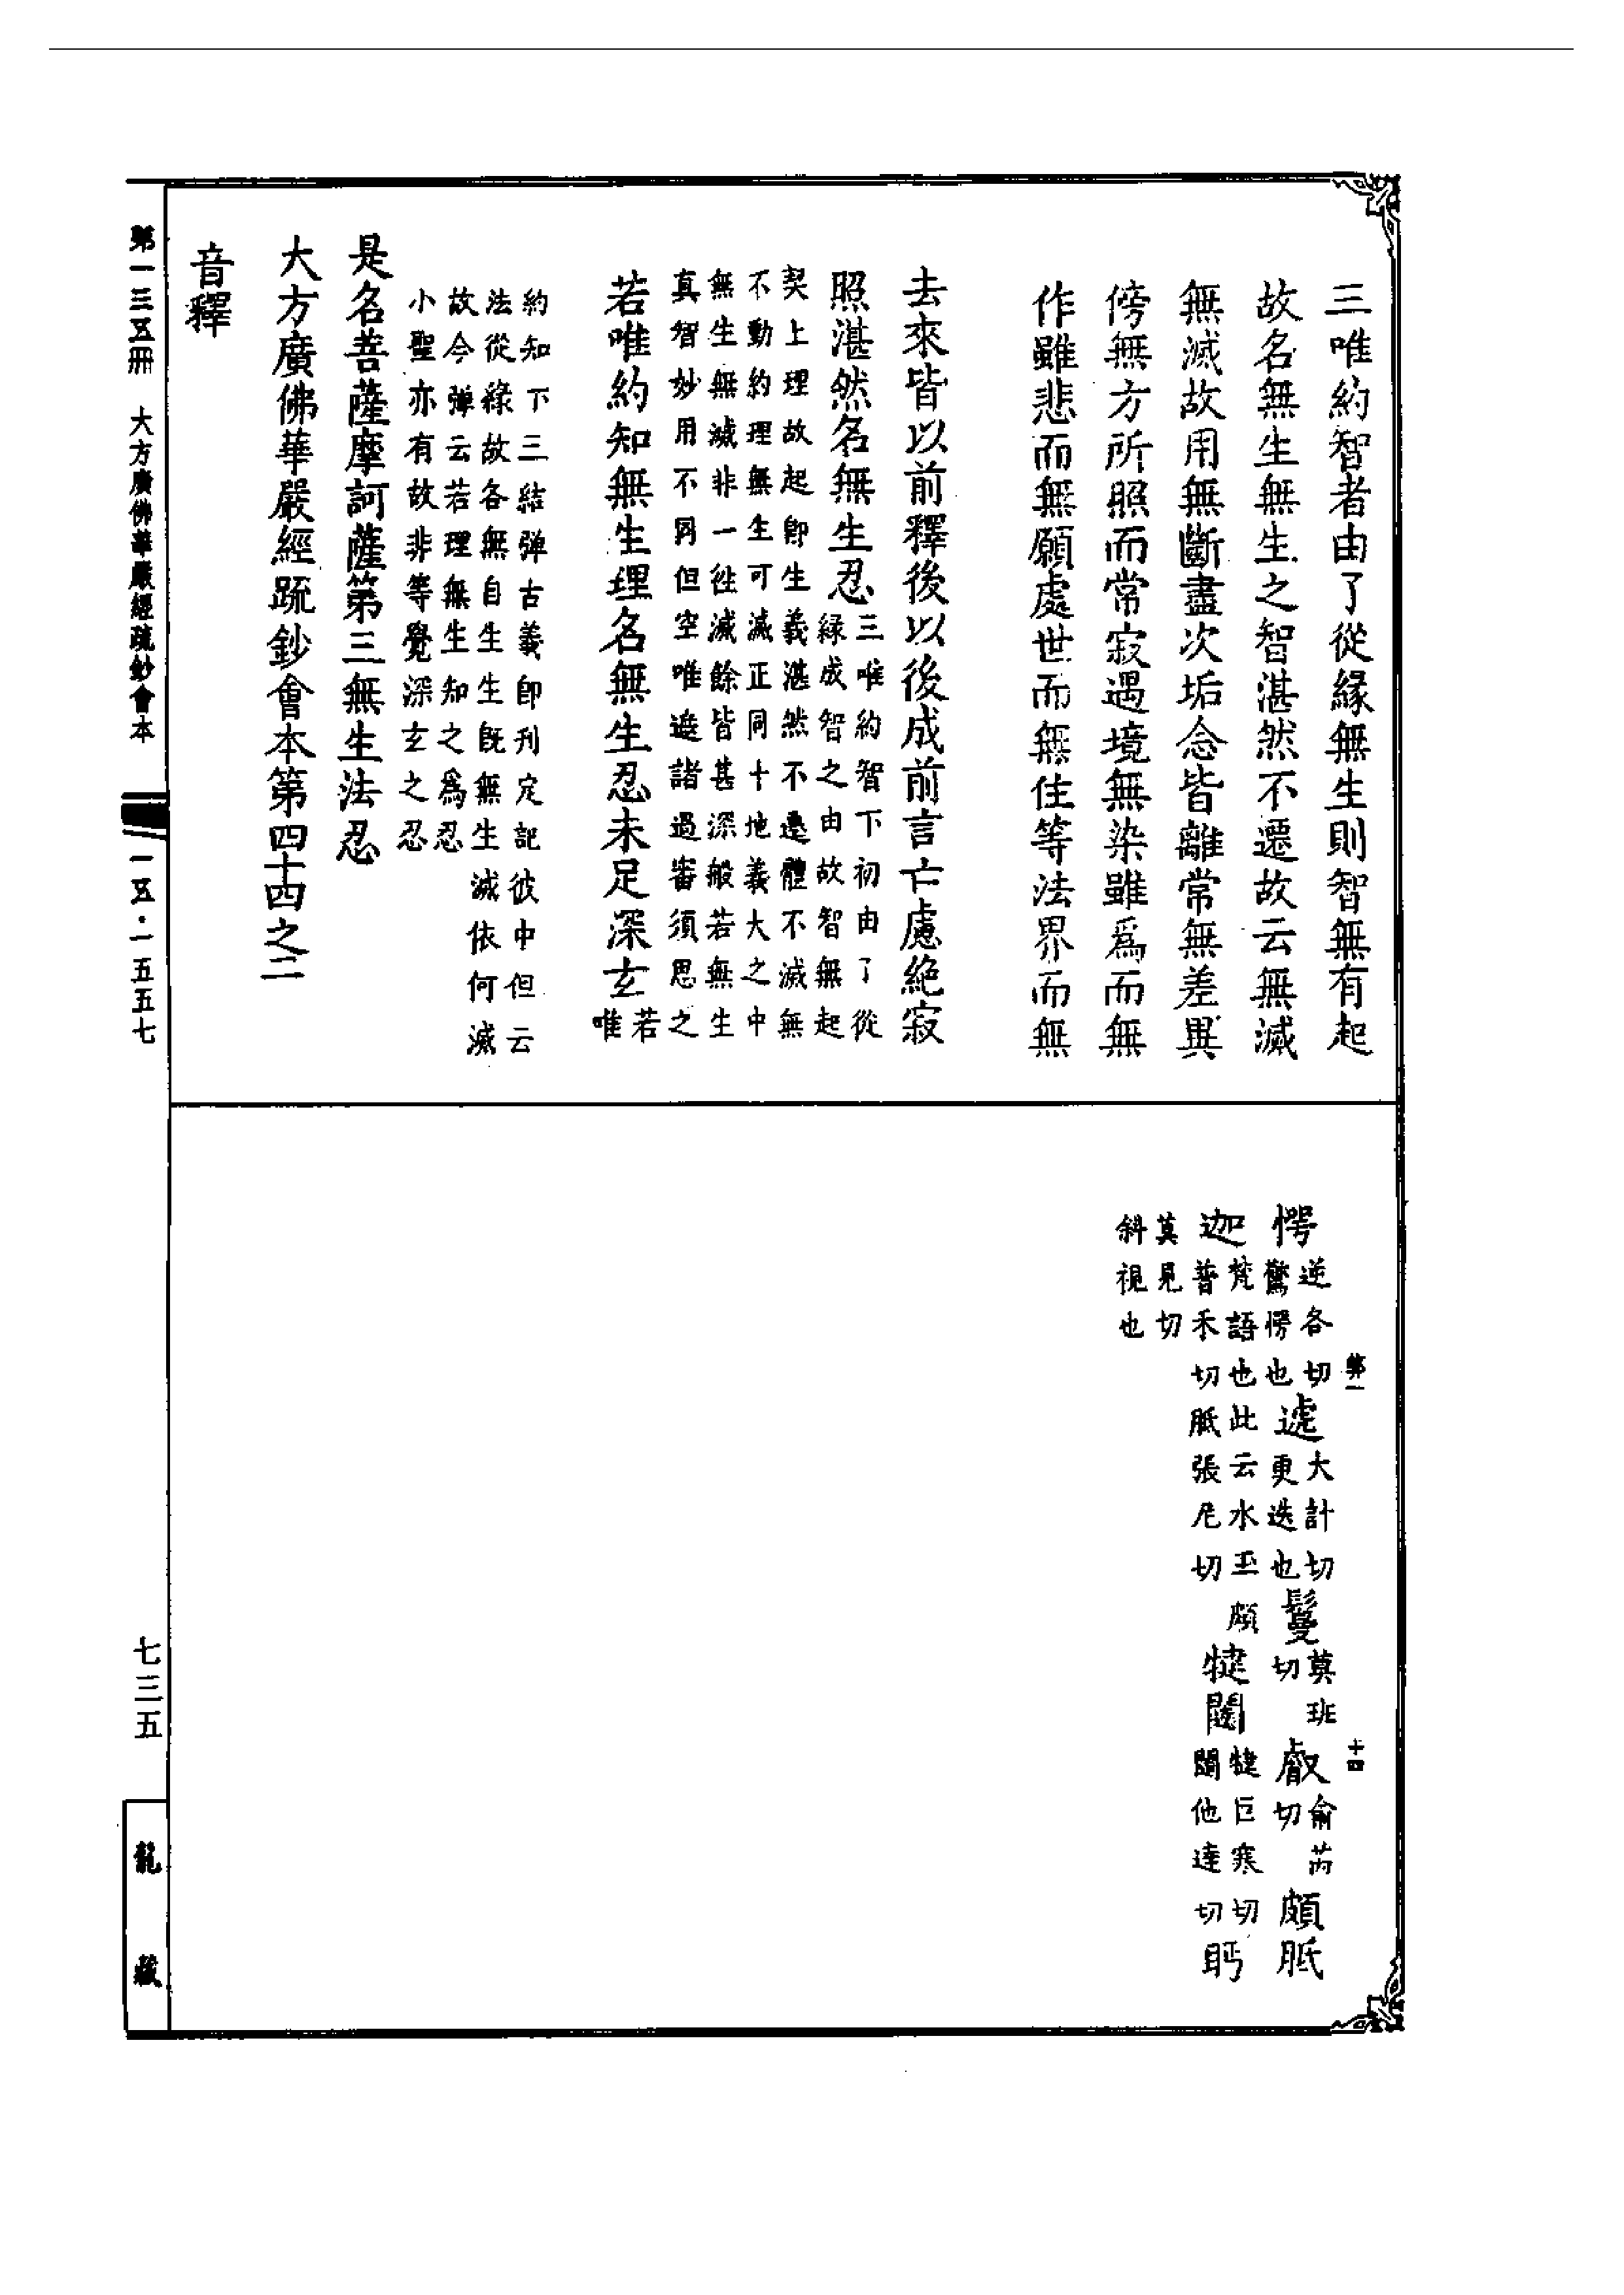 三唯約智者由了從緣無生則智無有起
故名無生無生之智湛然不遷故云無滅
無滅故用無斷盡次垢念皆離常無差異
傍無方所照而常寂遇境無染雖爲而無
作雖悲而無願處世而無住等法界而無
去來皆以前釋後以後成前言亡慮絶寂
照湛然名無生忍
三唯約智下初由了從
緑成智之由故智無起
契上理故起即生義湛然不遷體不滅無
不動約理無生可滅正同十地義大之中
無生無滅非一往滅餘皆甚深般若無生
真智妙用不同但空唯遮諸過審須思之
若唯約知無生理名無生忍未足深玄
若
唯
約知下三結弹古義即刋定記彼中但云
法從緣故各無自生生既無生滅依何滅
故今弹云若理無生知之爲忍
小聖亦有故非等覺深玄之忍
是名菩薩摩訶薩第三無生法忍
大方廣佛華嚴經疏鈔會本第四十四之二
音釋
愕
逆各切
驚愕也
遞
大計切
更迭也
鬘
莫班
切
叡
俞芮
切
頗胝
迦
梵語也此云水玉頗
普禾切胝張尼切
犍闥
犍巨寒切
闥他達切
眄
莫見切
斜視也
第一
十四
第一三五冊 大方廣佛華嚴經疏鈔會本 一五·一五五七
七三五
龍藏